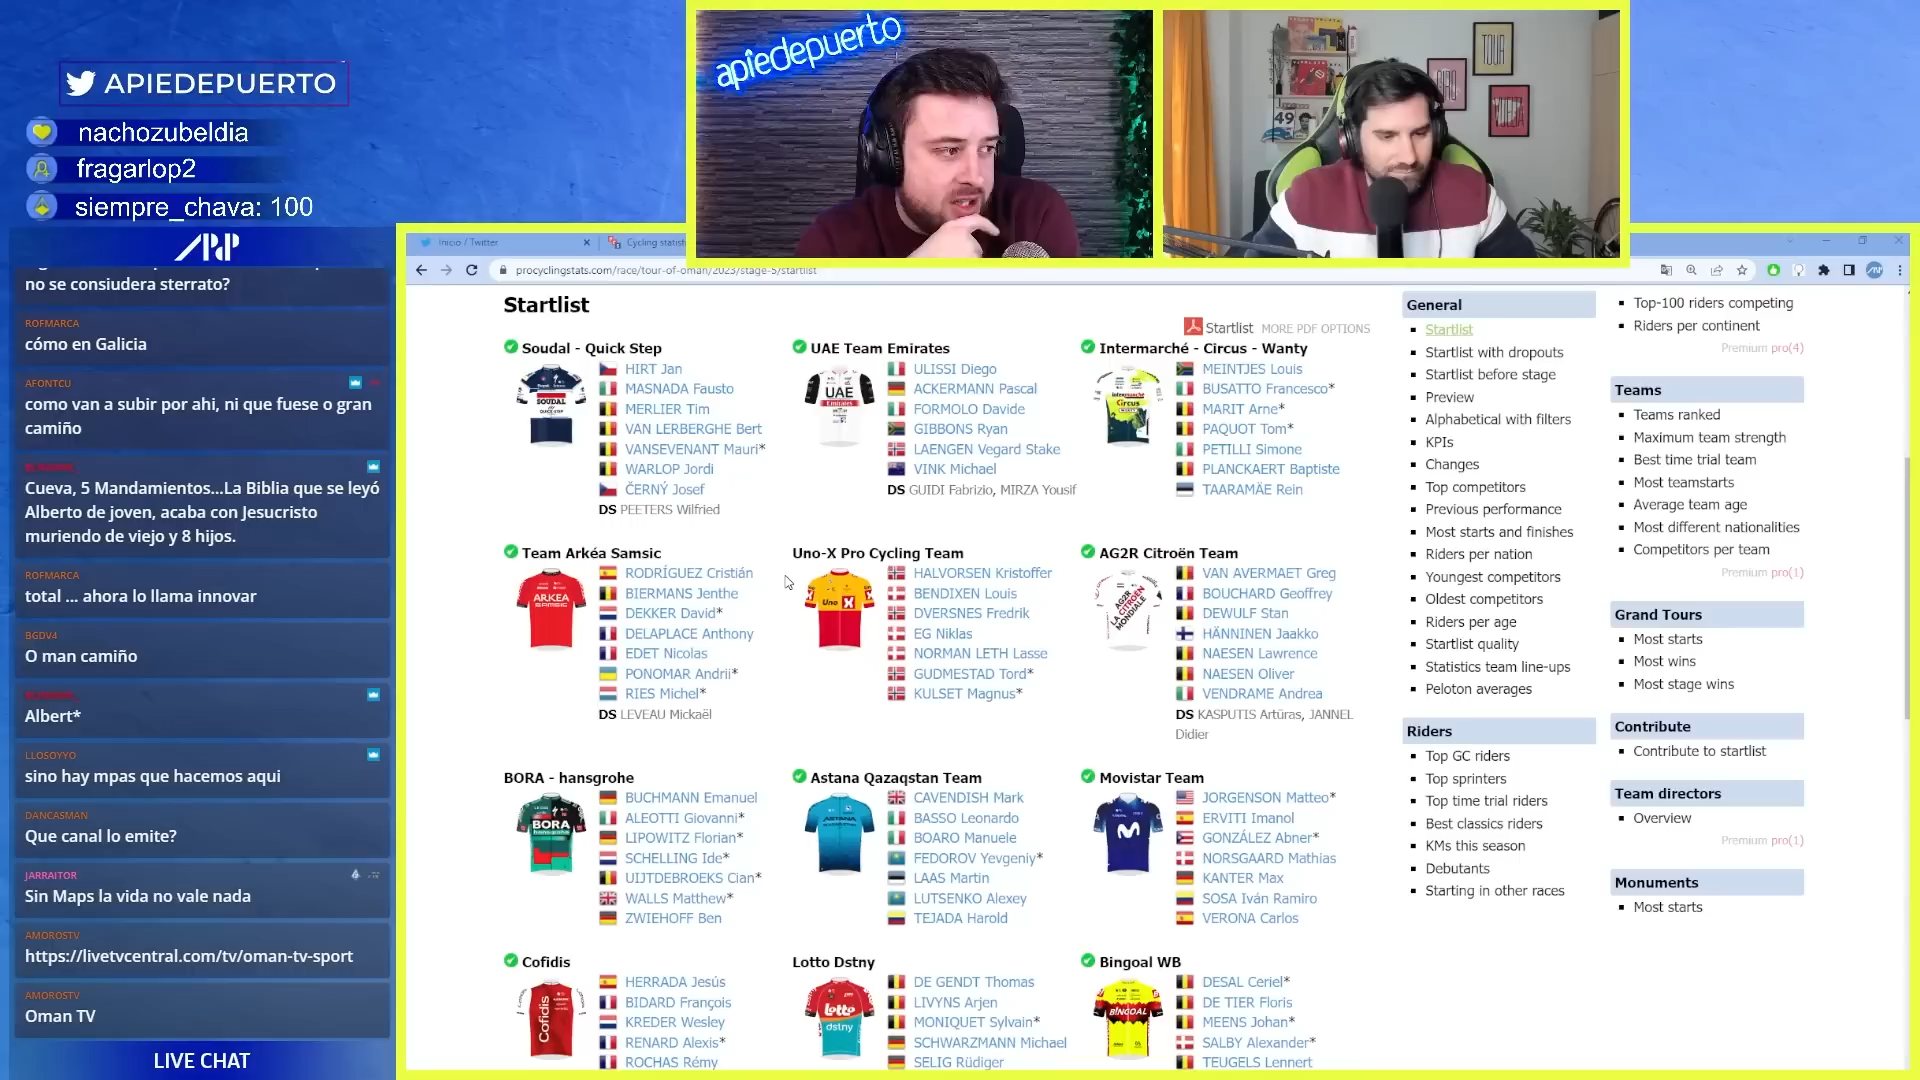 APIEDEPUERTO
nachozubeldia
fragarlop2
siempre_chava: 100
no se consiudera sterrato?
ROFMARCA
cómo en Galicia
AFONTCU
como van a subir por ahi, ni que fuese o gran
camiño
Cueva, 5 Mandamientos...La Biblia que se leyó
Alberto de joven, acaba con Jesucristo
muriendo de viejo y 8 hijos.
ROFMARCA
total ... ahora lo llama innovar
BGDV4
O man camiño
Albert*
LLOSOYYO
sino hay mpas que hacemos aqui
DANCASMAN
Que canal lo emite?
JARRAITOR
Sin Maps la vida no vale nada
AMOROSTV
https://livetvcentral.com/tv/oman-tv-sport
AMOROSTV
Oman TV
LIVE CHAT
apiedepuerto
TOUR
49
Inicio / Twitter
Cycling statist
procyclingstats.com/race/tour-of-oman/2023/stage-5/startlist
Startlist
Startlist MORE PDF OPTIONS
Soudal - Quick Step
HIRT Jan
MASNADA Fausto
MERLIER Tim
VAN LERBERGHE Bert
VANSEVENANT Mauri*
WARLOP Jordi
ČERNÝ Josef
DS PEETERS Wilfried
UAE Team Emirates
ULISSI Diego
ACKERMANN Pascal
FORMOLO Davide
GIBBONS Ryan
LAENGEN Vegard Stake
VINK Michael
DS GUIDI Fabrizio, MIRZA Yousif
Intermarché - Circus - Wanty
MEINTJES Louis
BUSATTO Francesco*
MARIT Arne*
PAQUOT Tom*
PETILLI Simone
PLANCKAERT Baptiste
TAARAMÄE Rein
Team Arkéa Samsic
RODRÍGUEZ Cristián
BIERMANS Jenthe
DEKKER David*
DELAPLACE Anthony
EDET Nicolas
PONOMAR Andrii*
RIES Michel*
DS LEVEAU Mickaël
Uno-X Pro Cycling Team
HALVORSEN Kristoffer
BENDIXEN Louis
DVERSNES Fredrik
EG Niklas
NORMAN LETH Lasse
GUDMESTAD Tord*
KULSET Magnus*
AG2R Citroën Team
VAN AVERMAET Greg
BOUCHARD Geoffrey
DEWULF Stan
HÄNNINEN Jaakko
NAESEN Lawrence
NAESEN Oliver
VENDRAME Andrea
DS KASPUTIS Artūras, JANNEL
Didier
BORA - hansgrohe
BUCHMANN Emanuel
ALEOTTI Giovanni*
LIPOWITZ Florian*
SCHELLING Ide*
UIJTDEBROEKS Cian*
WALLS Matthew*
ZWIEHOFF Ben
Astana Qazaqstan Team
CAVENDISH Mark
BASSO Leonardo
BOARO Manuele
FEDOROV Yevgeniy*
LAAS Martin
LUTSENKO Alexey
TEJADA Harold
Movistar Team
JORGENSON Matteo*
ERVITI Imanol
GONZÁLEZ Abner*
NORSGAARD Mathias
KANTER Max
SOSA Iván Ramiro
VERONA Carlos
Cofidis
HERRADA Jesús
BIDARD François
KREDER Wesley
RENARD Alexis*
ROCHAS Rémy
Lotto Dstny
DE GENDT Thomas
LIVYNS Arjen
MONIQUET Sylvain*
SCHWARZMANN Michael
SELIG Rüdiger
Bingoal WB
DESAL Ceriel*
DE TIER Floris
MEENS Johan*
SALBY Alexander*
TEUGELS Lennert
SOUDAL
UAE
Emirates
Circus
ARKEA
SAMSIC
Uno X
AG2R
CITROËN
LA MONDIALE
BORA
Cofidis
lotto
dstny
BINGOAL
General
Startlist
Startlist with dropouts
Startlist before stage
Preview
Alphabetical with filters
KPIs
Changes
Top competitors
Previous performance
Most starts and finishes
Riders per nation
Youngest competitors
Oldest competitors
Riders per age
Startlist quality
Statistics team line-ups
Peloton averages
Riders
Top GC riders
Top sprinters
Top time trial riders
Best classics riders
KMs this season
Debutants
Starting in other races
Top-100 riders competing
Riders per continent
Premium pro(4)
Teams
Teams ranked
Maximum team strength
Best time trial team
Most teamstarts
Average team age
Most different nationalities
Competitors per team
Premium pro(1)
Grand Tours
Most starts
Most wins
Most stage wins
Contribute
Contribute to startlist
Team directors
Overview
Premium pro(1)
Monuments
Most starts